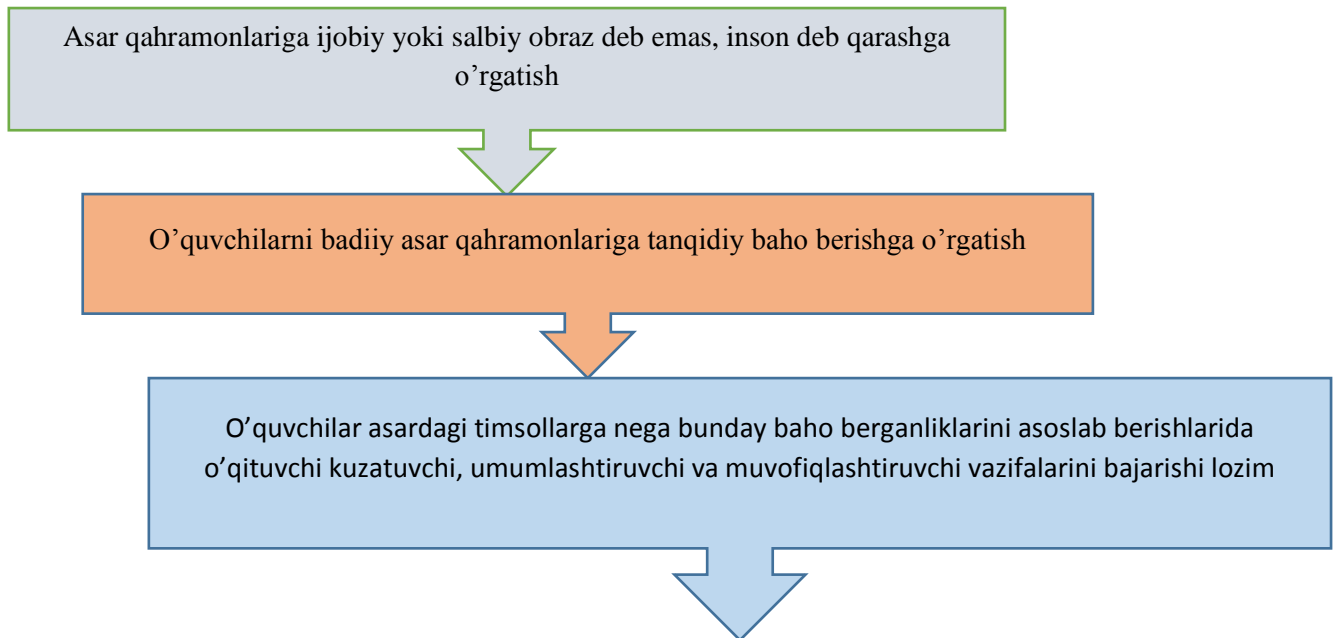 Asar qahramonlariga ijobiy yoki salbiy obraz deb emas, inson deb qarashga
o’rgatish
O’quvchilarni badiiy asar qahramonlariga tanqidiy baho berishga o’rgatish
O’quvchilar asardagi timsollarga nega bunday baho berganliklarini asoslab berishlarida
o’qituvchi kuzatuvchi, umumlashtiruvchi va muvofiqlashtiruvchi vazifalarini bajarishi lozim